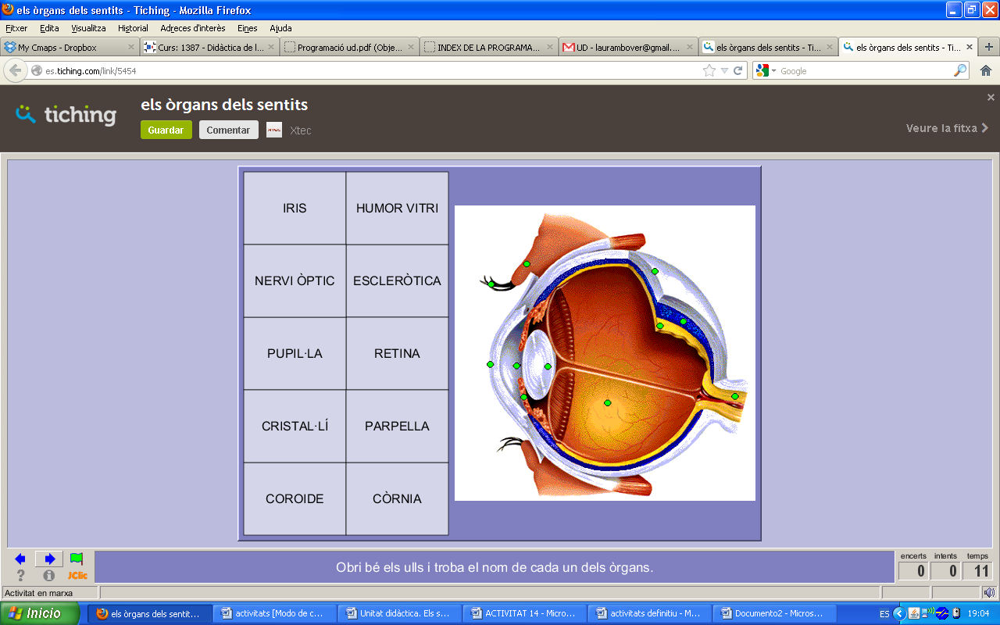 els òrgans dels sentits - Tiching - Mozilla Firefox
Fitxer Edita Visualitza Historial Adreces d'interès Eines Ajuda
My Cmaps - Dropbox
Curs: 1387 - Didàctica de l...
Programació ud.pdf (Obje...
INDEX DE LA PROGRAMA...
UD - laurambover@gmail....
els òrgans dels sentits - Ti...
els òrgans dels sentits - Ti...
es.tiching.com/link/5454
Google
tiching
els òrgans dels sentits
Guardar Comentar Xtec
Veure la fitxa
IRIS HUMOR VITRI
NERVI ÒPTIC ESCLERÒTICA
PUPIL·LA RETINA
CRISTAL·LÍ PARPELLA
COROIDE CÒRNIA
JClic
Obri bé els ulls i troba el nom de cada un dels òrgans.
encerts intents temps
0 0 11
Activitat en marxa
Inicio
els òrgans dels sentit...
activitats [Modo de c...
Unitat didàctica. Els s...
ACTIVITAT 14 - Micro...
activitats definitiu - M...
Documento2 - Micros...
ES
19:04